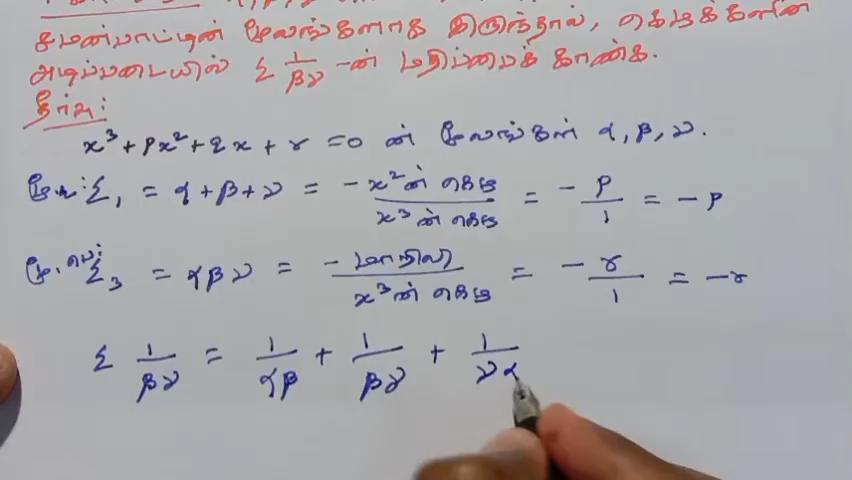 சமன்பாட்டின் மூலங்களாக இருந்தால், கெழுக்களின்
அடிப்படையில் Σ 1/βγ -ன் மதிப்பைக் காண்க.
தீர்வு:
x³ + px² + qx + r = 0 ன் மூலங்கள் α, β, γ.
மூ.கூ: Σ₁ = α + β + γ = - x²ன் கெழு / x³ன் கெழு = - p/1 = - p
மூ.பெ: Σ₃ = αβγ = - மாறிலி / x³ன் கெழு = - r/1 = - r
Σ 1/βγ = 1/αβ + 1/βγ + 1/γα